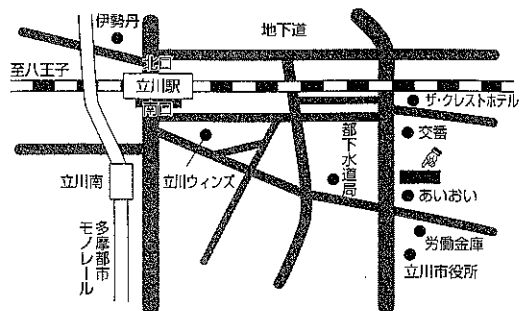 伊勢丹
地下道
北口
至八王子
立川駅
ザ・クレストホテル
南口
交番
都下水道局
立川南
立川ウィンズ
あいおい
多摩都市
モノレール
労働金庫
立川市役所